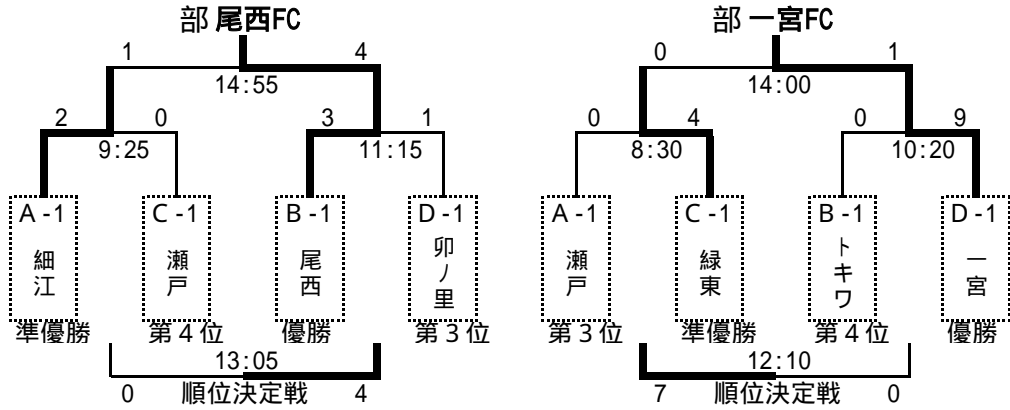 部 尾西FC 部 一宮FC
1 4 0 1
14:55 14:00
2 0 3 1 0 4 0 9
9:25 11:15 8:30 10:20
A-1 C-1 B-1 D-1 A-1 C-1 B-1 D-1
細江 瀬戸 尾西 卯ノ里 瀬戸 緑東 トキワ 一宮
準優勝 第4位 優勝 第3位 第3位 準優勝 第4位 優勝
13:05 12:10
0 順位決定戦 4 7 順位決定戦 0